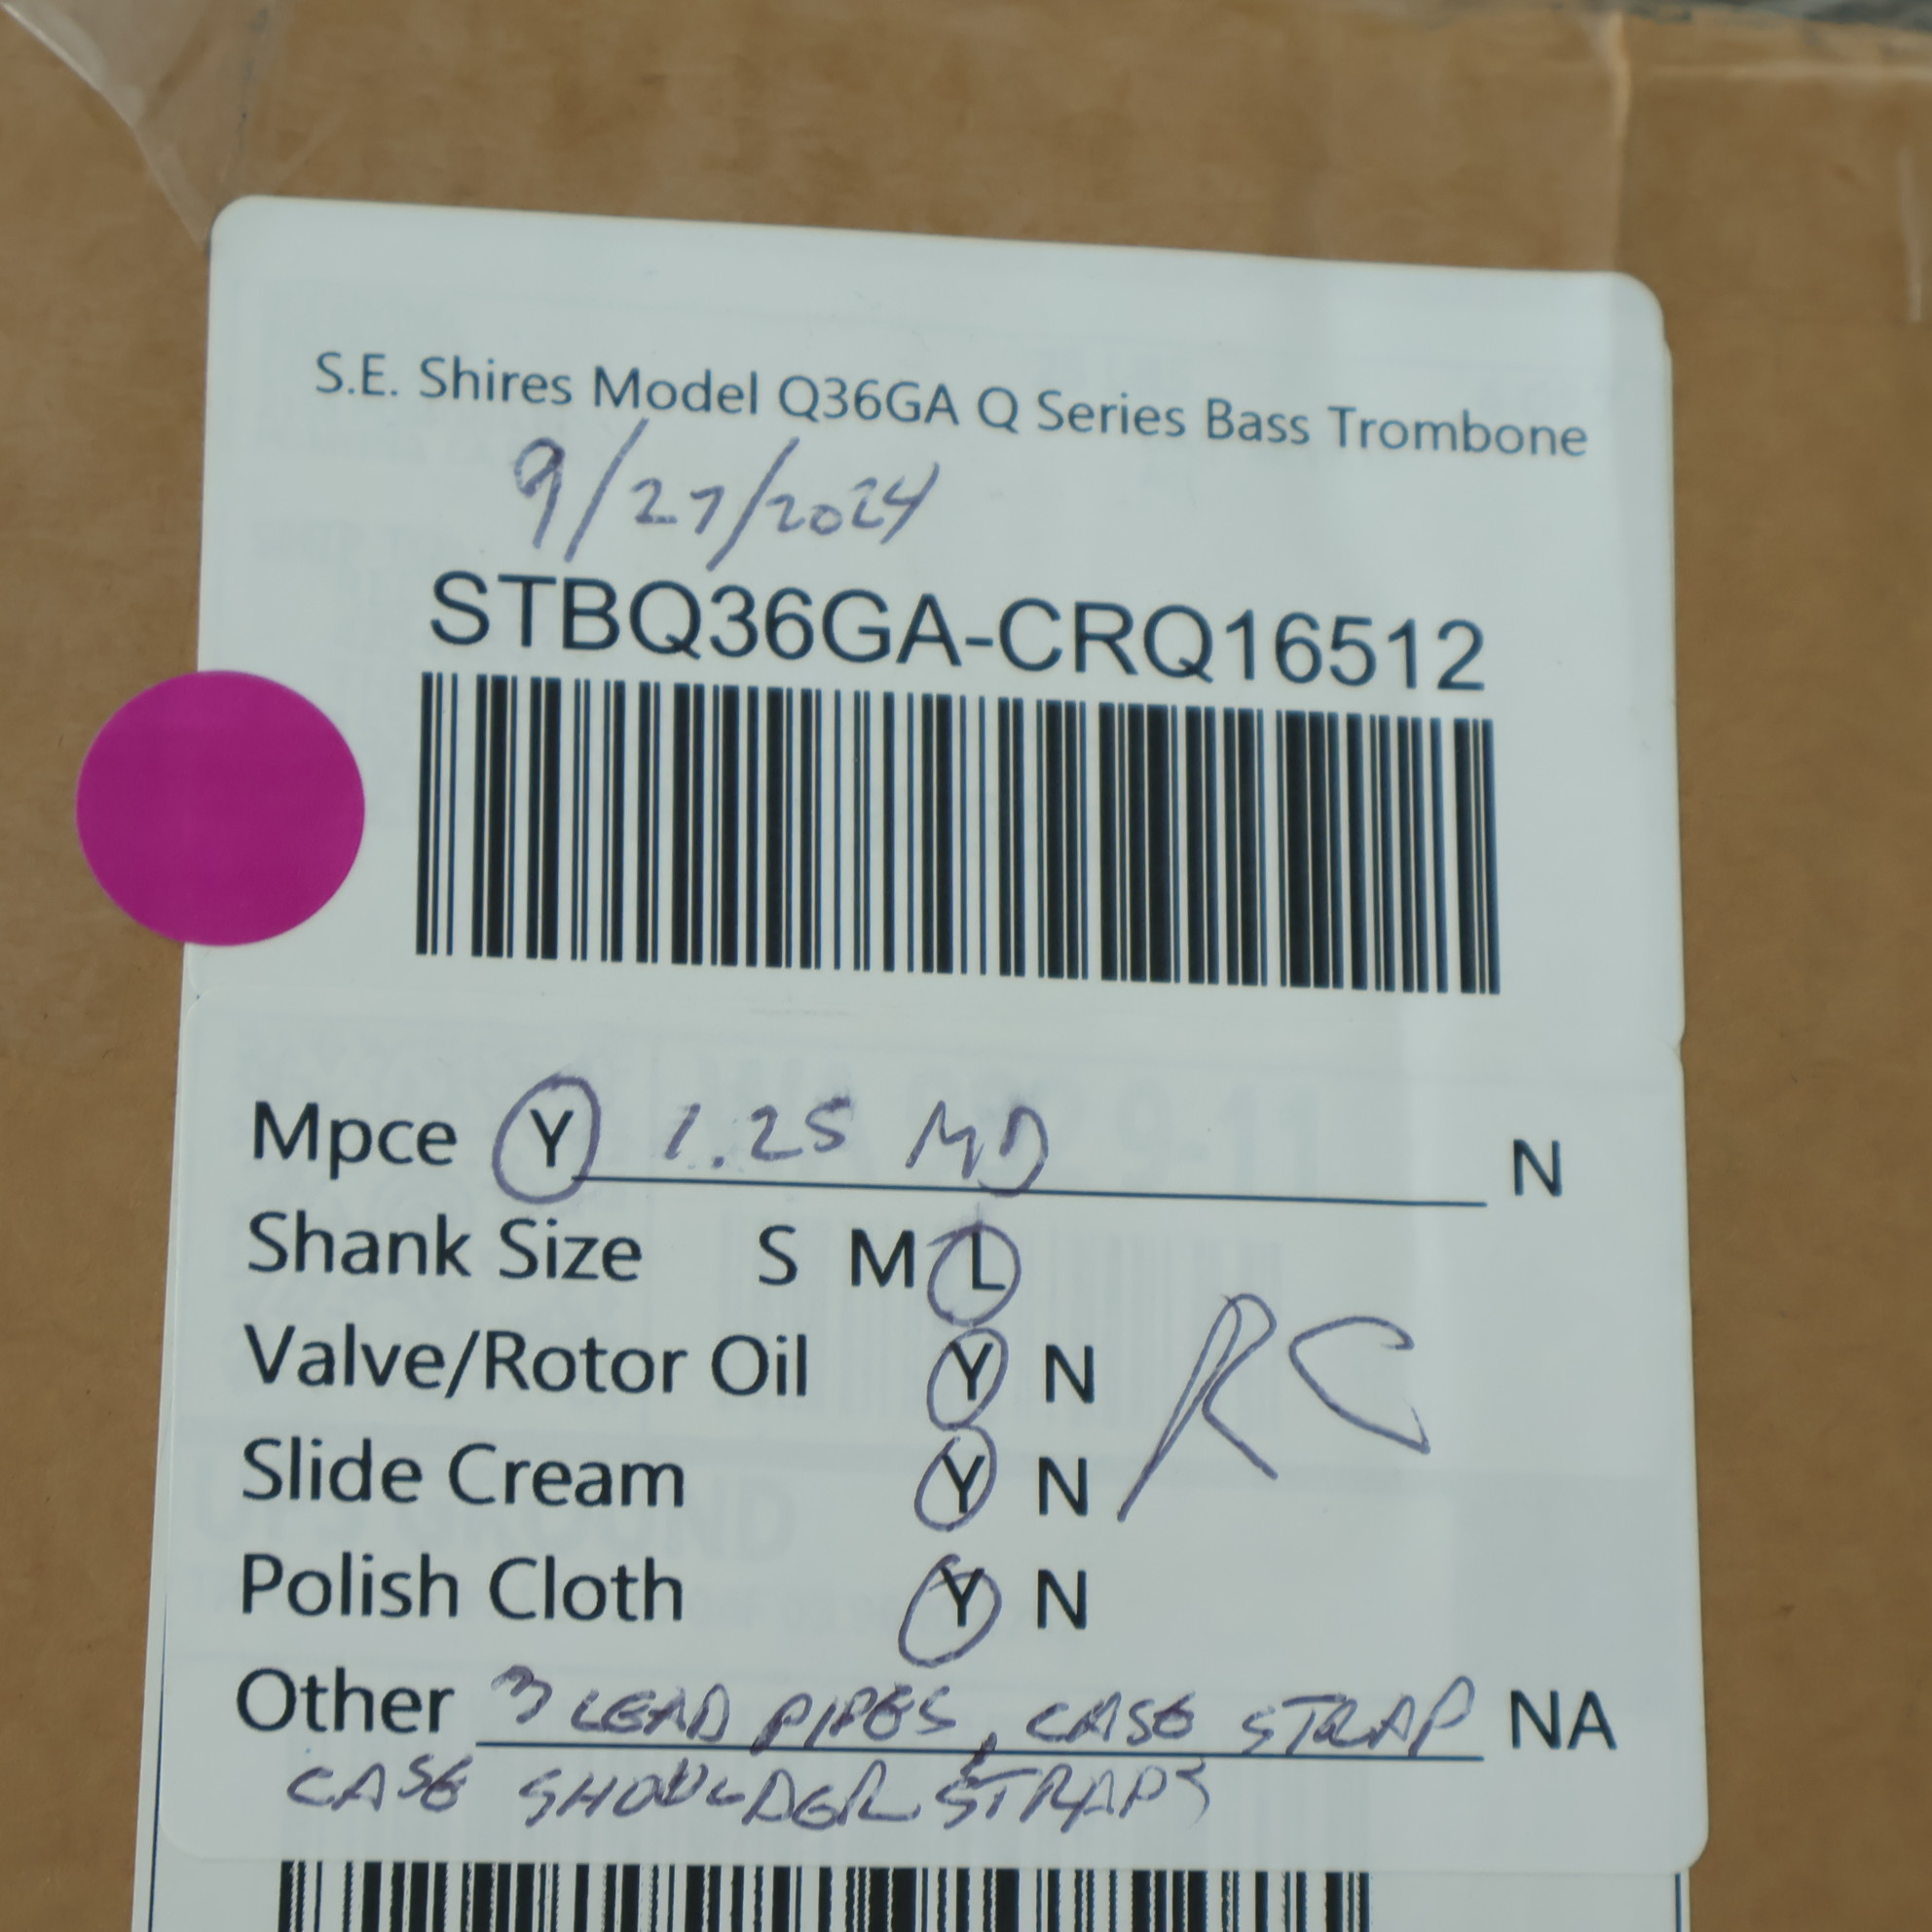 S.E. Shires Model Q36GA Q Series Bass Trombone
9/27/2024
STBQ36GA-CRQ16512
Mpce Y 1.25 MD N
Shank Size S M L
Valve/Rotor Oil Y N
RC
Slide Cream Y N
Polish Cloth Y N
Other 3 LEAD PIPES, CASE STRAP NA
CASE SHOULDER STRAPS